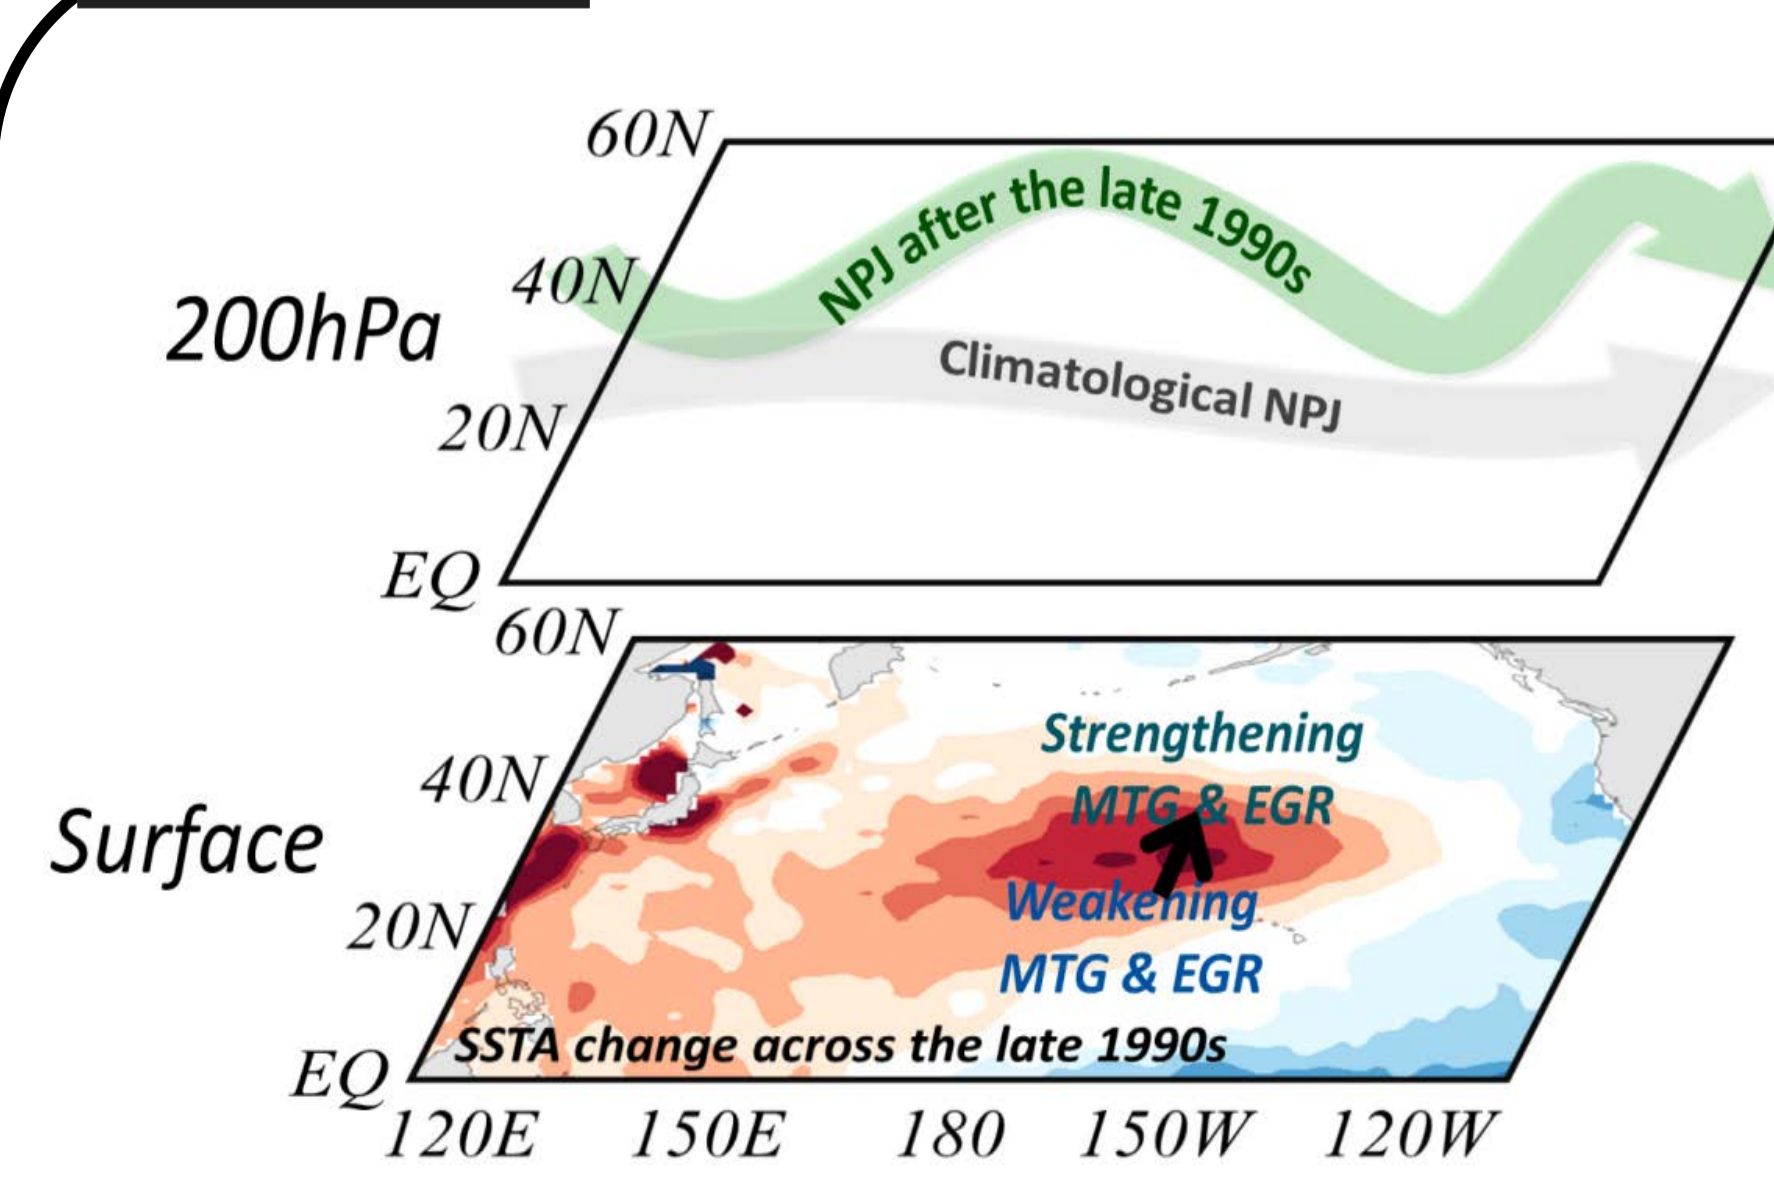 60N
NPJ after the late 1990s
40N
200hPa
Climatological NPJ
20N
EQ
60N
Strengthening
MTG & EGR
40N
Surface
Weakening
MTG & EGR
20N
SSTA change across the late 1990s
EQ
120E 150E 180 150W 120W